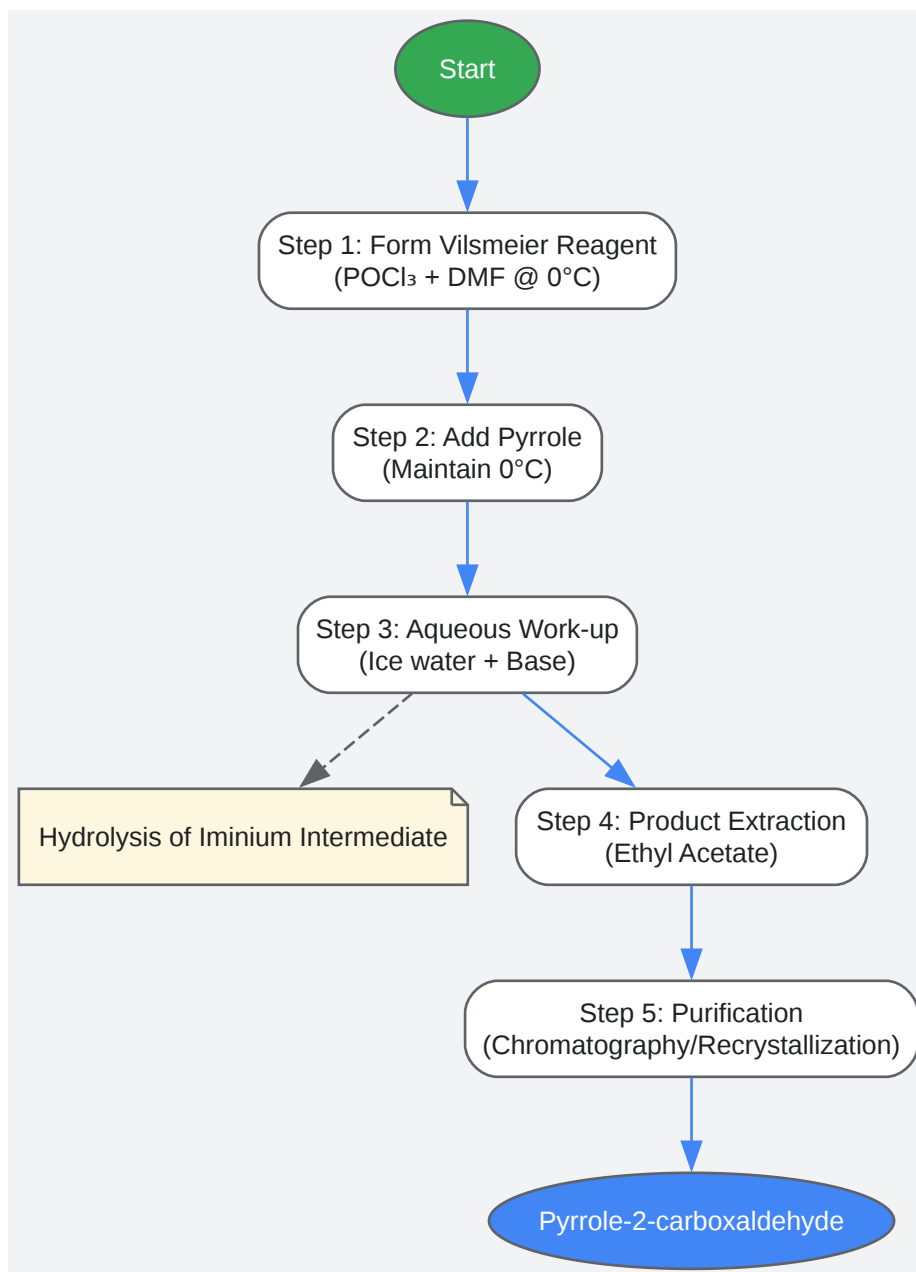 Start
Step 1: Form Vilsmeier Reagent
(POCl₃ + DMF @ 0°C)
Step 2: Add Pyrrole
(Maintain 0°C)
Step 3: Aqueous Work-up
(Ice water + Base)
Hydrolysis of Iminium Intermediate
Step 4: Product Extraction
(Ethyl Acetate)
Step 5: Purification
(Chromatography/Recrystallization)
Pyrrole-2-carboxaldehyde